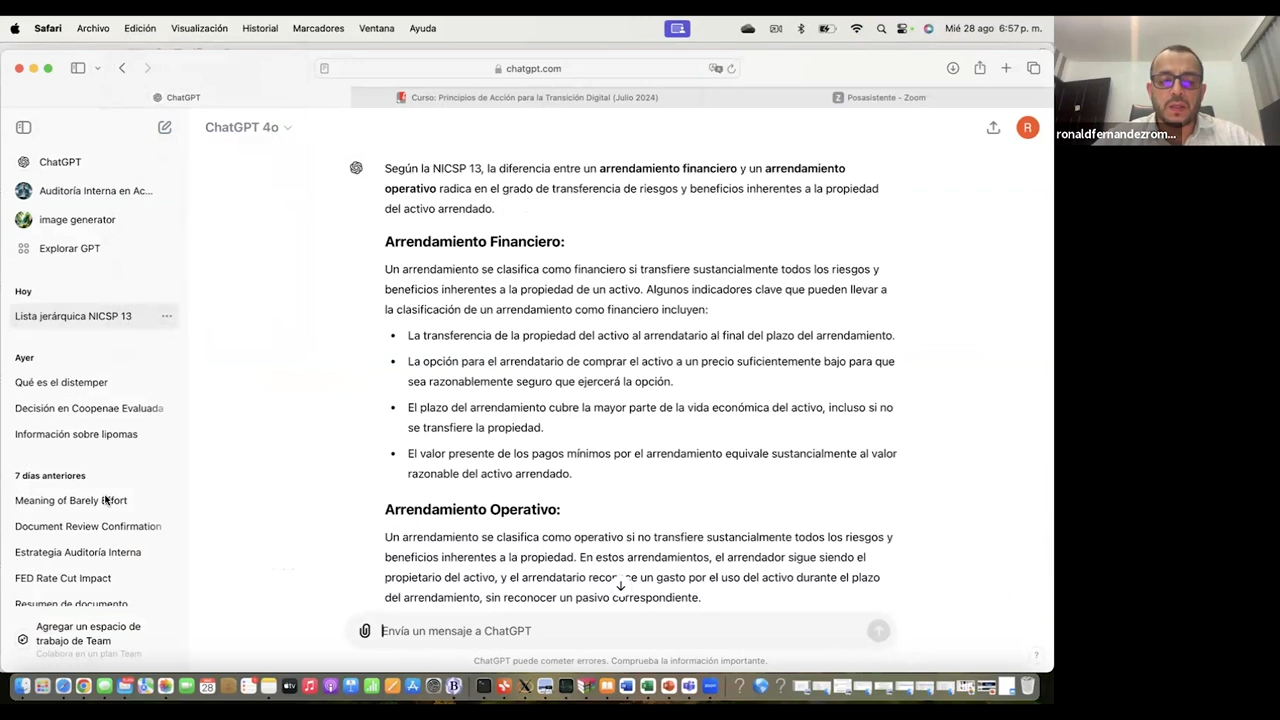 Safari Archivo Edición Visualización Historial Marcadores Ventana Ayuda Mié 28 ago 6:57 p. m.
chatgpt.com
ChatGPT
Curso: Principios de Acción para la Transición Digital (Julio 2024)
Z Posasistente - Zoom
ChatGPT 4o
R
ChatGPT
Auditoría Interna en Ac...
image generator
Explorar GPT
Hoy
Lista jerárquica NICSP 13
Ayer
Qué es el distemper
Decisión en Coopenae Evaluada
Información sobre lipomas
7 días anteriores
Meaning of Barely Effort
Document Review Confirmation
Estrategia Auditoría Interna
FED Rate Cut Impact
Resumen de documento
Agregar un espacio de
trabajo de Team
Colabora en un plan Team
Según la NICSP 13, la diferencia entre un arrendamiento financiero y un arrendamiento
operativo radica en el grado de transferencia de riesgos y beneficios inherentes a la propiedad
del activo arrendado.
Arrendamiento Financiero:
Un arrendamiento se clasifica como financiero si transfiere sustancialmente todos los riesgos y
beneficios inherentes a la propiedad de un activo. Algunos indicadores clave que pueden llevar a
la clasificación de un arrendamiento como financiero incluyen:
• La transferencia de la propiedad del activo al arrendatario al final del plazo del arrendamiento.
• La opción para el arrendatario de comprar el activo a un precio suficientemente bajo para que
sea razonablemente seguro que ejercerá la opción.
• El plazo del arrendamiento cubre la mayor parte de la vida económica del activo, incluso si no
se transfiere la propiedad.
• El valor presente de los pagos mínimos por el arrendamiento equivale sustancialmente al valor
razonable del activo arrendado.
Arrendamiento Operativo:
Un arrendamiento se clasifica como operativo si no transfiere sustancialmente todos los riesgos y
beneficios inherentes a la propiedad. En estos arrendamientos, el arrendador sigue siendo el
propietario del activo, y el arrendatario reconoce un gasto por el uso del activo durante el plazo
del arrendamiento, sin reconocer un pasivo correspondiente.
Envía un mensaje a ChatGPT
ChatGPT puede cometer errores. Comprueba la información importante.
?
ronaldfernandezrom...